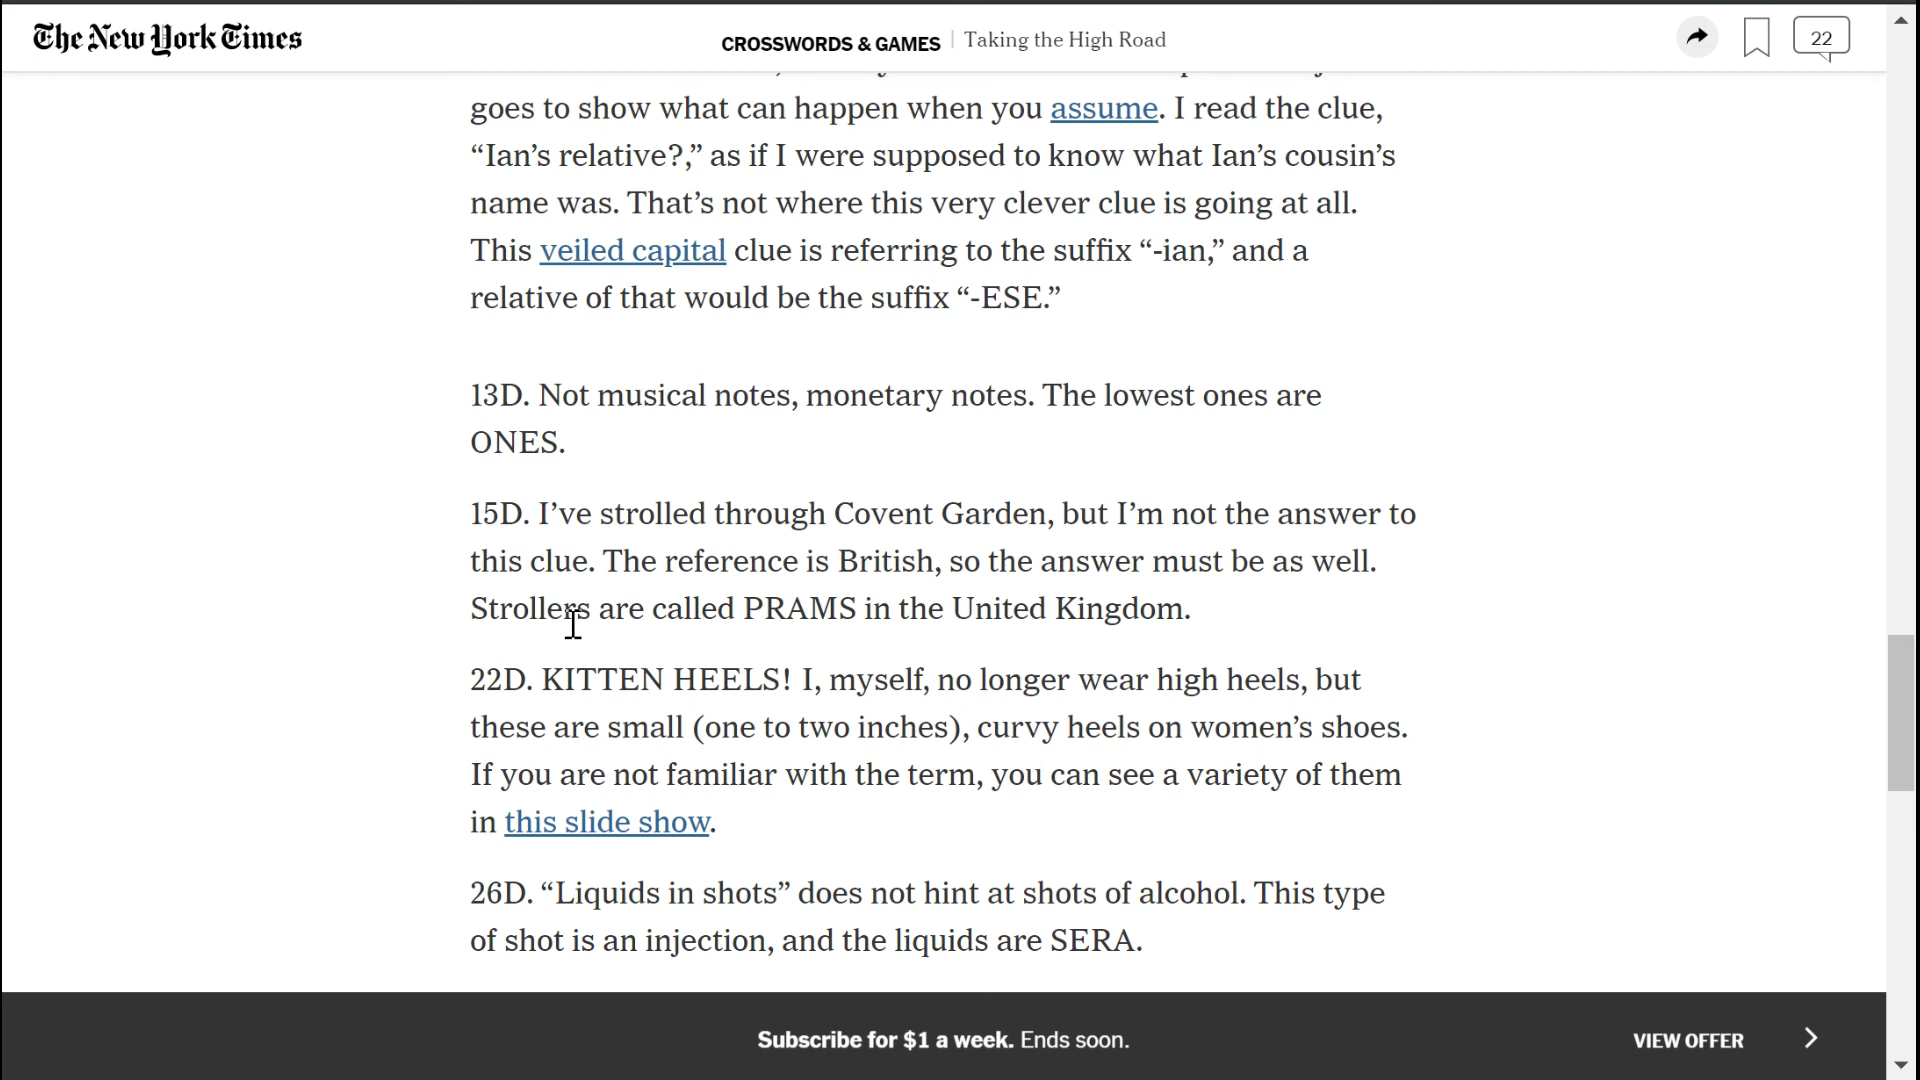 The New York Times
CROSSWORDS & GAMES | Taking the High Road
22
goes to show what can happen when you assume. I read the clue,
“Ian’s relative?,” as if I were supposed to know what Ian’s cousin’s
name was. That’s not where this very clever clue is going at all.
This veiled capital clue is referring to the suffix “-ian,” and a
relative of that would be the suffix “-ESE.”
13D. Not musical notes, monetary notes. The lowest ones are
ONES.
15D. I’ve strolled through Covent Garden, but I’m not the answer to
this clue. The reference is British, so the answer must be as well.
Strollers are called PRAMS in the United Kingdom.
22D. KITTEN HEELS! I, myself, no longer wear high heels, but
these are small (one to two inches), curvy heels on women’s shoes.
If you are not familiar with the term, you can see a variety of them
in this slide show.
26D. “Liquids in shots” does not hint at shots of alcohol. This type
of shot is an injection, and the liquids are SERA.
Subscribe for $1 a week. Ends soon.
VIEW OFFER